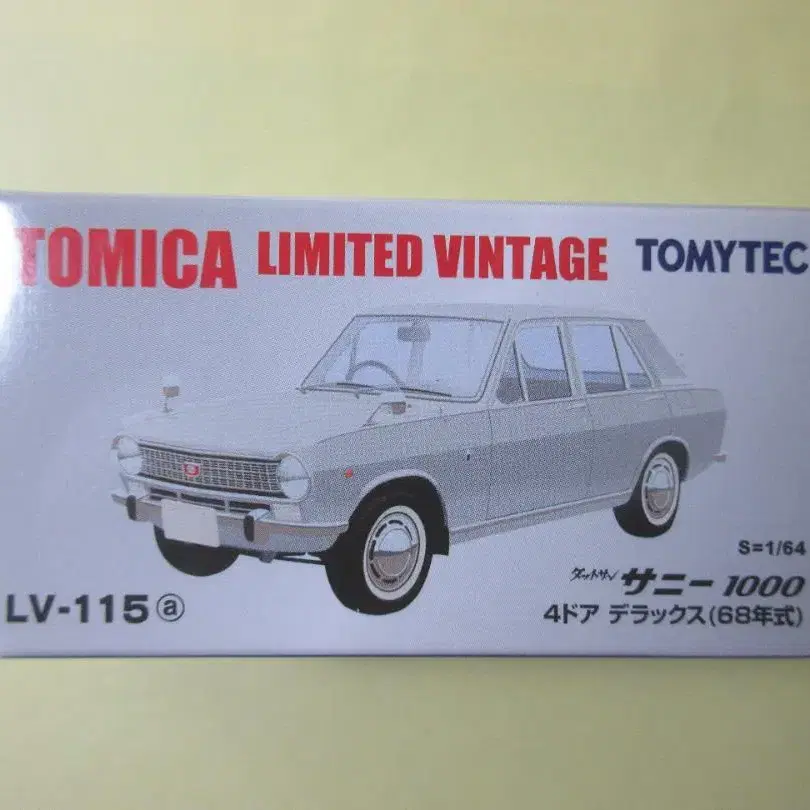 TOMICA LIMITED VINTAGE TOMYTEC
S=1/64
ダットサン サニー 1000
LV-115 ⓐ
4ドア デラックス(68年式)